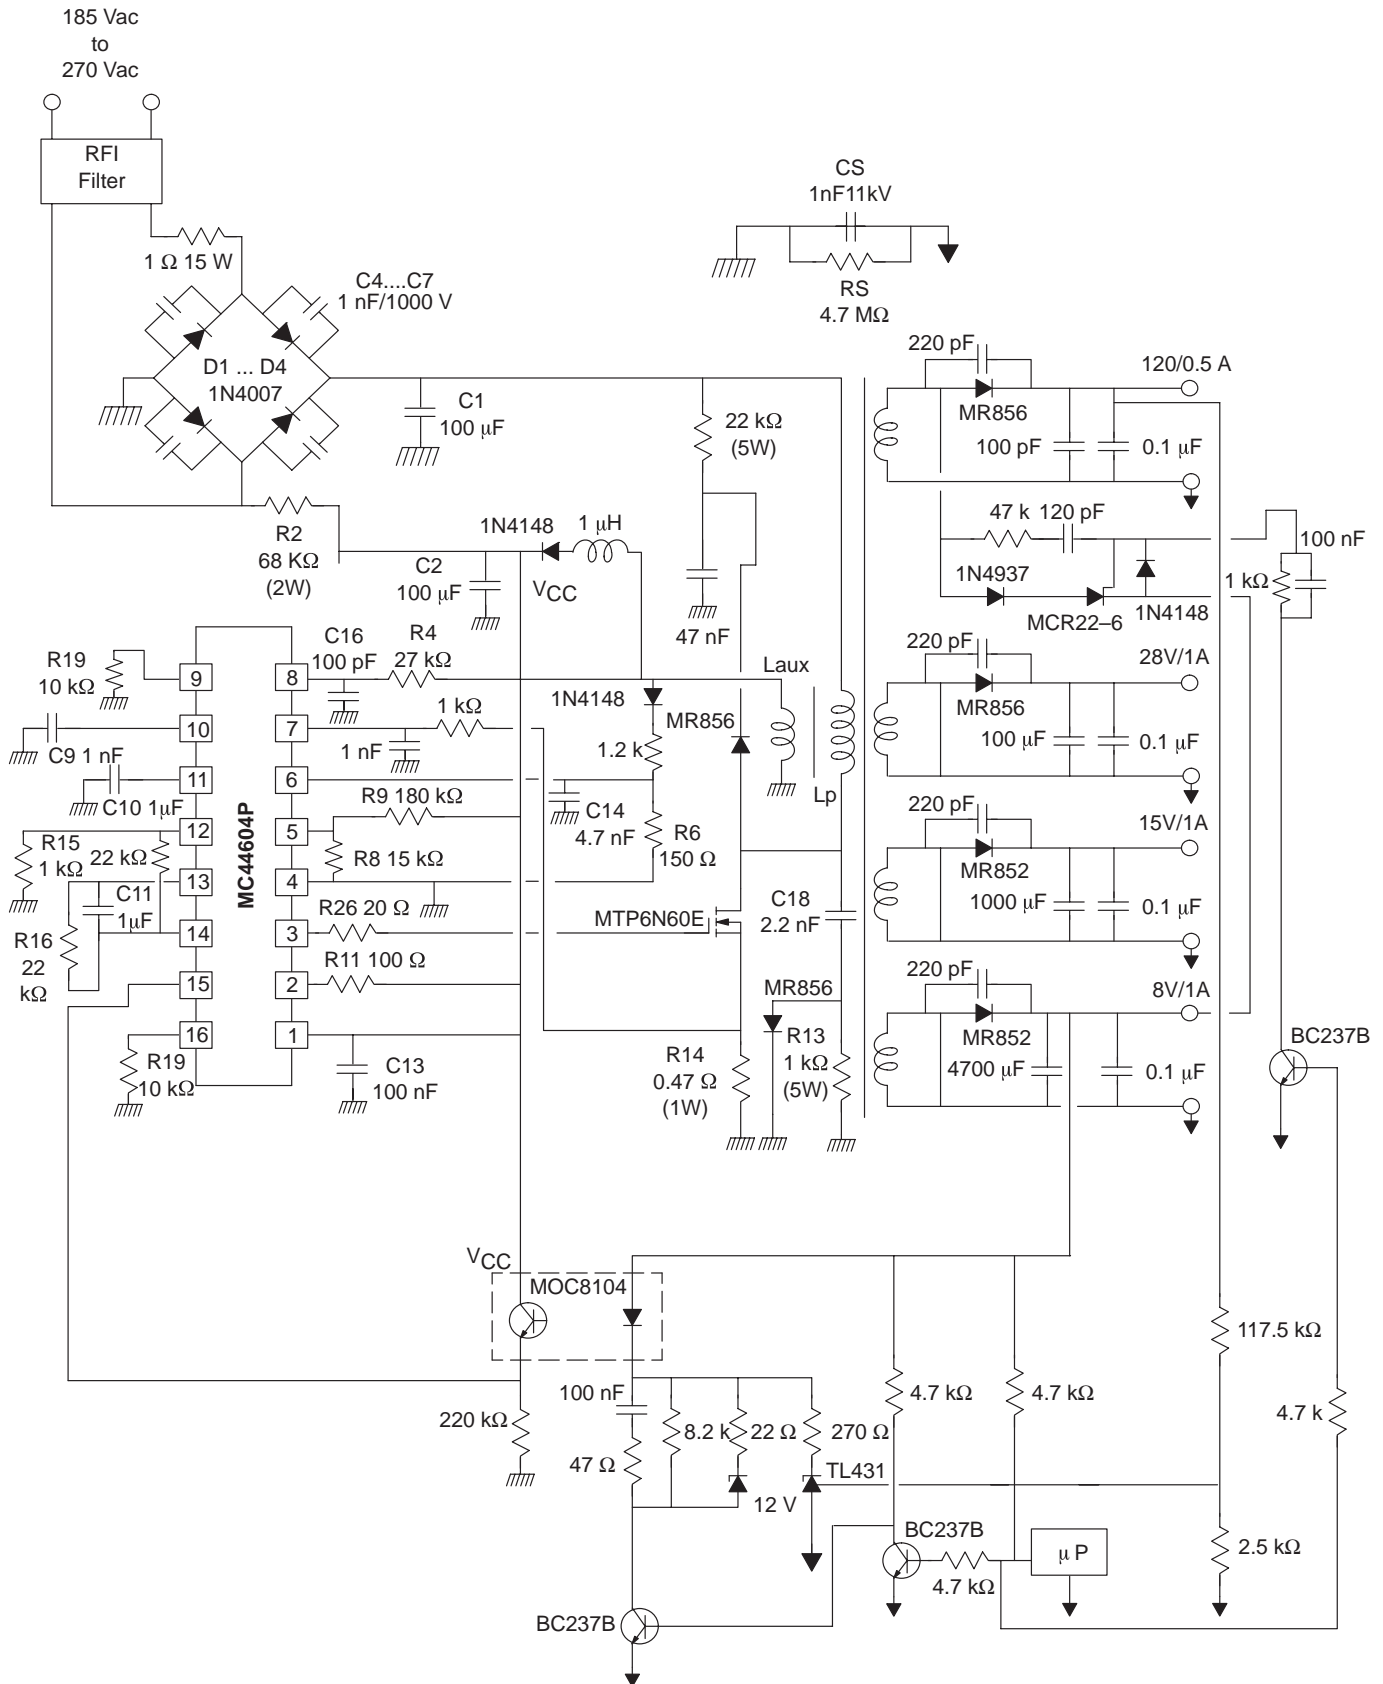 185 Vac
to
270 Vac
RFI
Filter
1 Ω 15 W
C4....C7
1 nF/1000 V
D1 ... D4
1N4007
C1
100 µF
CS
1nF11kV
RS
4.7 MΩ
22 kΩ
(5W)
220 pF
120/0.5 A
MR856
100 pF
0.1 µF
R2
68 KΩ
(2W)
1N4148
1 µH
C2
100 µF
VCC
47 nF
47 k
120 pF
1N4937
MCR22–6
1N4148
100 nF
1 kΩ
R19
10 kΩ
C9 1 nF
C10 1µF
R15
1 kΩ
22 kΩ
C11
1µF
R16
22
kΩ
R19
10 kΩ
MC44604P
9
10
11
12
13
14
15
16
8
7
6
5
4
3
2
1
C16
100 pF
R4
27 kΩ
1 kΩ
1 nF
1N4148
1.2 k
MR856
Laux
Lp
R9 180 kΩ
R8 15 kΩ
C14
4.7 nF
R6
150 Ω
R26 20 Ω
R11 100 Ω
MTP6N60E
C18
2.2 nF
C13
100 nF
MR856
R14
0.47 Ω
(1W)
R13
1 kΩ
(5W)
220 pF
28V/1A
MR856
100 µF
0.1 µF
220 pF
15V/1A
MR852
1000 µF
0.1 µF
220 pF
8V/1A
MR852
4700 µF
0.1 µF
BC237B
VCC
MOC8104
220 kΩ
100 nF
47 Ω
8.2 k
22 Ω
270 Ω
12 V
TL431
4.7 kΩ
4.7 kΩ
117.5 kΩ
4.7 k
BC237B
4.7 kΩ
µ P
2.5 kΩ
BC237B